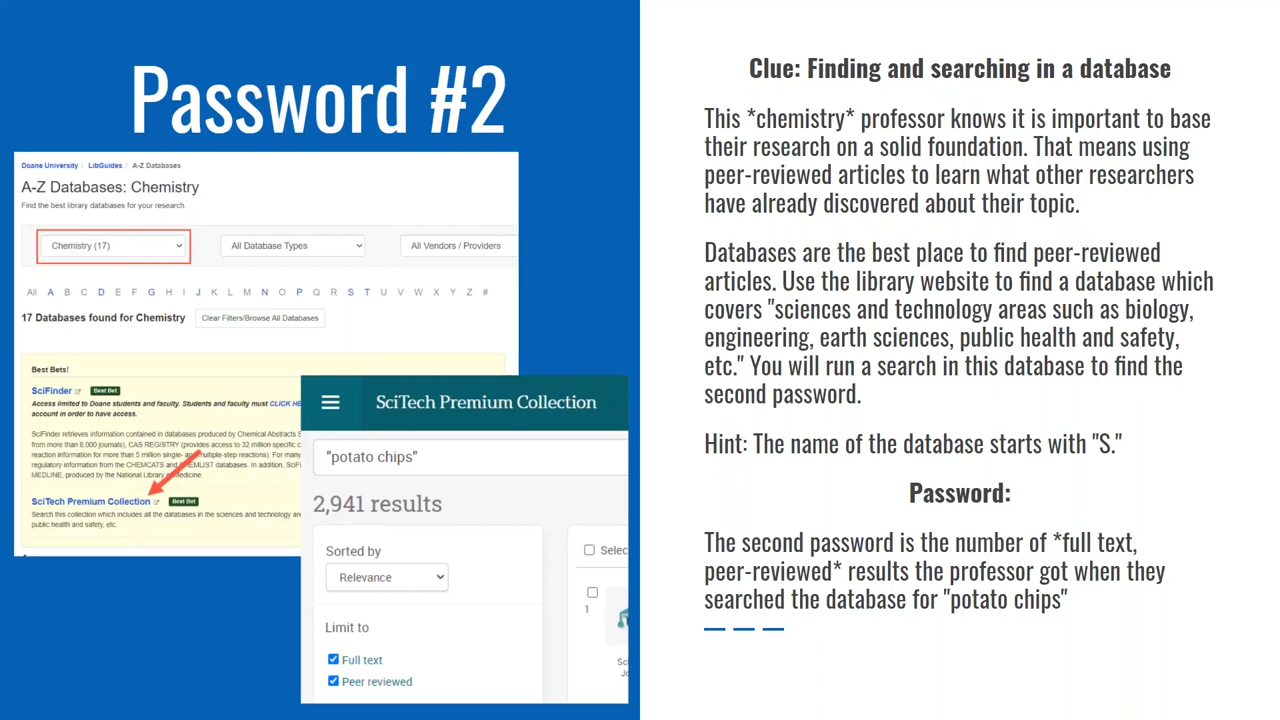 Password #2
Doane University / LibGuides / A-Z Databases
A-Z Databases: Chemistry
Find the best library databases for your research.
Chemistry (17)
All Database Types
All Vendors / Providers
All A B C D E F G H I J K L M N O P Q R S T U V W X Y Z #
17 Databases found for Chemistry
Clear Filters/Browse All Databases
Best Bets!
SciFinder Best Bet
Access limited to Doane students and faculty. Students and faculty must CLICK HE
account in order to have access.
SciFinder retrieves information contained in databases produced by Chemical Abstracts S
from more than 8,000 journals), CAS REGISTRY (provides access to 32 million specific c
reaction information for more than 5 million single- and multiple-step reactions). For many
regulatory information from the CHEMCATS and CHEMLIST databases. In addition, SciF
MEDLINE, produced by the National Library of Medicine.
SciTech Premium Collection Best Bet
Search this collection which includes all the databases in the sciences and technology are
public health and safety, etc.
SciTech Premium Collection
"potato chips"
2,941 results
Sorted by
Relevance
Limit to
Full text
Peer reviewed
Selec
1
Clue: Finding and searching in a database
This *chemistry* professor knows it is important to base
their research on a solid foundation. That means using
peer-reviewed articles to learn what other researchers
have already discovered about their topic.
Databases are the best place to find peer-reviewed
articles. Use the library website to find a database which
covers "sciences and technology areas such as biology,
engineering, earth sciences, public health and safety,
etc." You will run a search in this database to find the
second password.
Hint: The name of the database starts with "S."
Password:
The second password is the number of *full text,
peer-reviewed* results the professor got when they
searched the database for "potato chips"